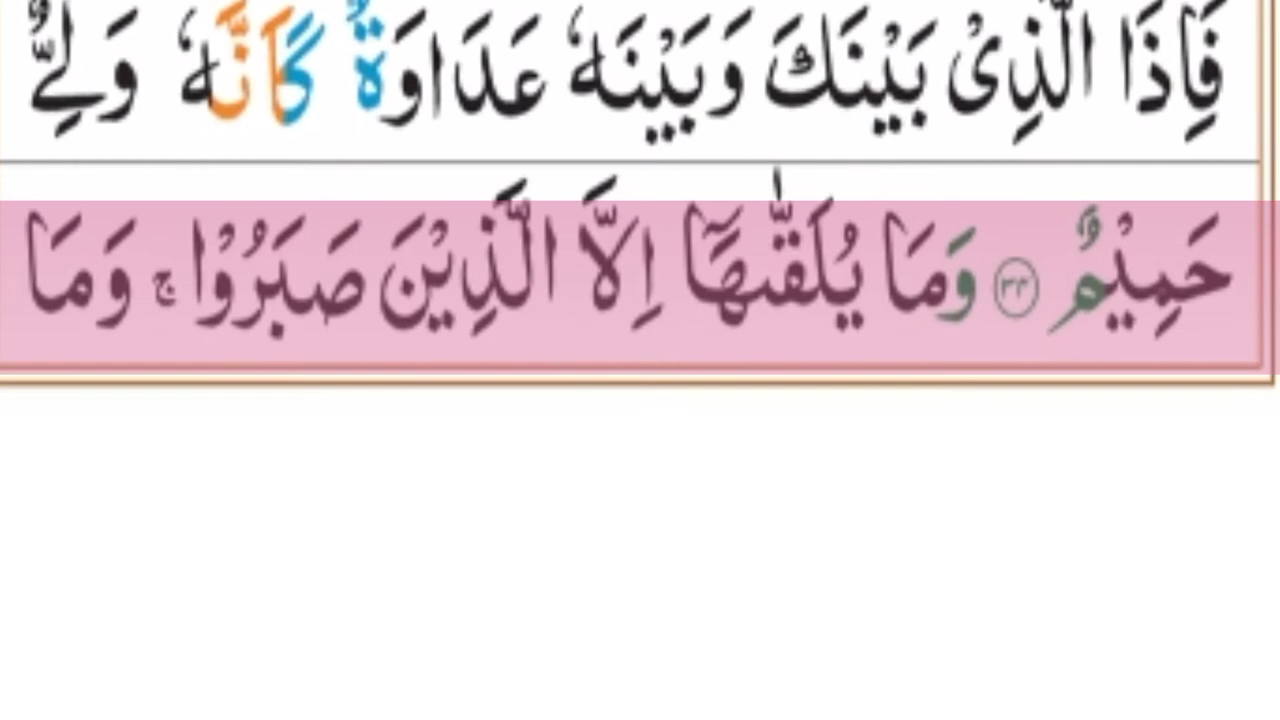 فَاِذَا الَّذِیْ بَیْنَكَ وَبَیْنَهٗ عَدَاوَةٌ كَاَنَّهٗ وَلِیٌّ
حَمِیْمٌ ﴿۳۴﴾ وَمَا یُلَقّٰىهَاۤ اِلَّا الَّذِیْنَ صَبَرُوْا ۚ وَمَا